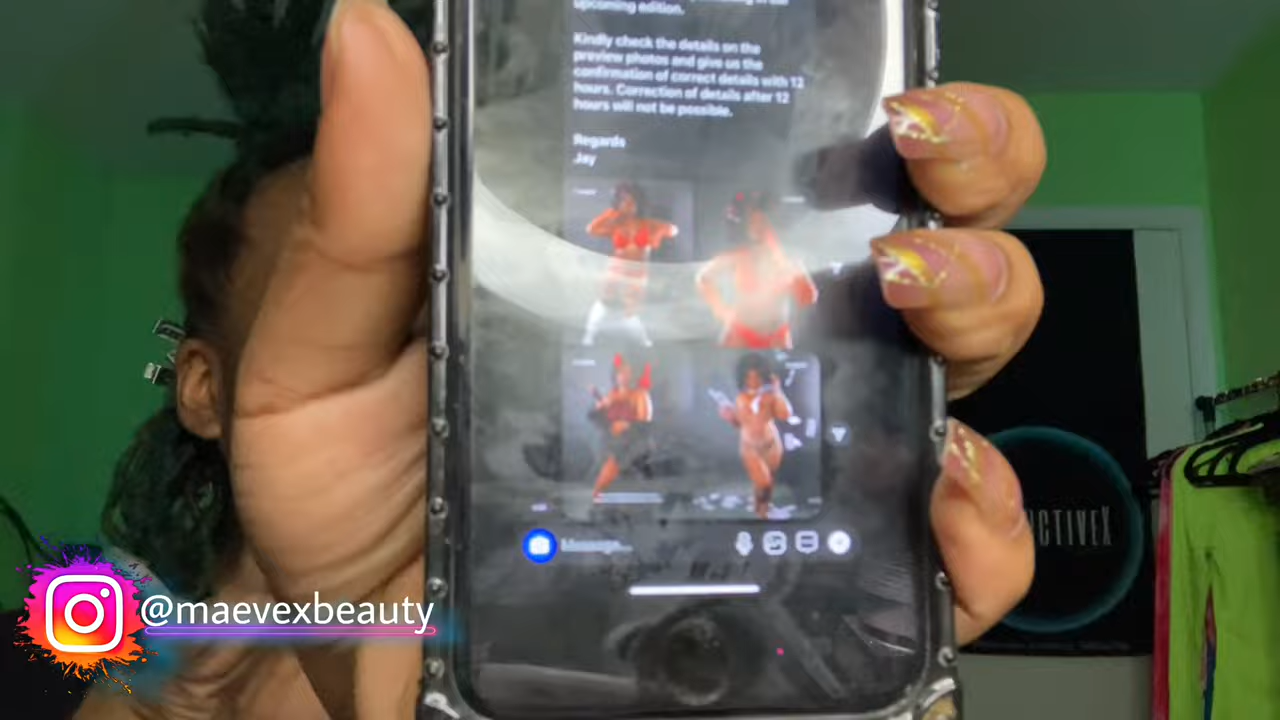 upcoming edition.
Kindly check the details on the
preview photos and give us the
confirmation of correct details with 12
hours. Correction of details after 12
hours will not be possible.
Regards
Jay
Message...
@maevexbeauty
CTIVEX